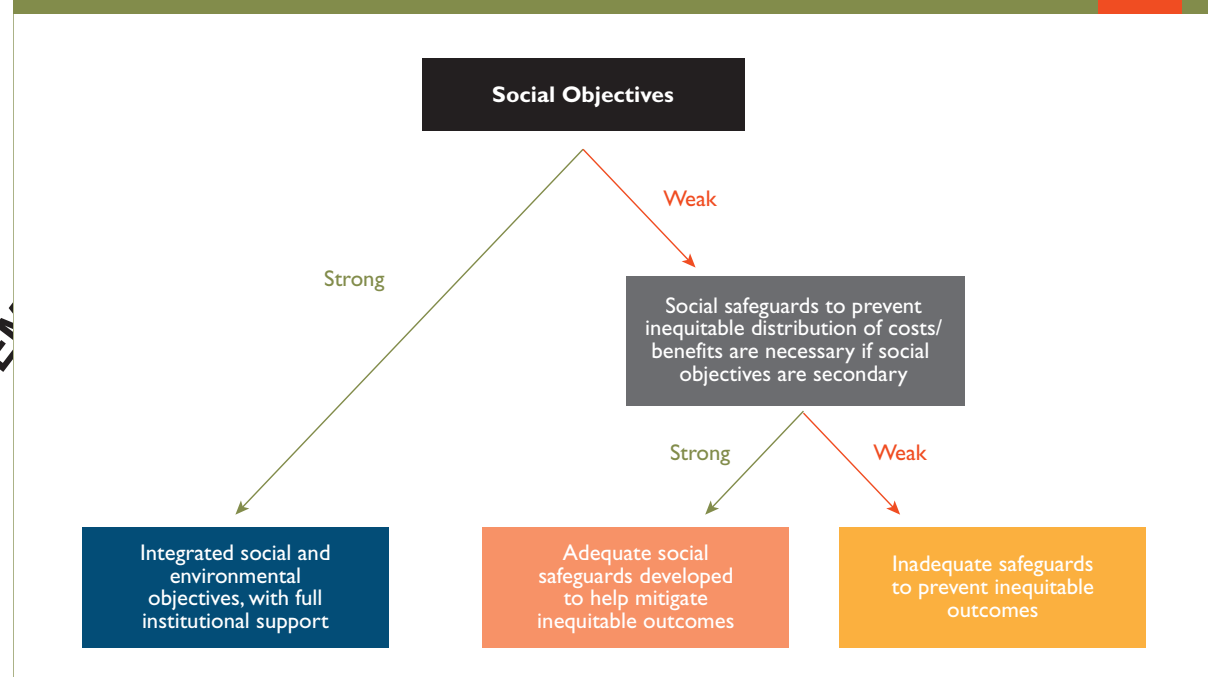 Social Objectives
Weak
Strong
Social safeguards to prevent
inequitable distribution of costs/
benefits are necessary if social
objectives are secondary
Strong
Weak
Integrated social and
environmental
objectives, with full
institutional support
Adequate social
safeguards developed
to help mitigate
inequitable outcomes
Inadequate safeguards
to prevent inequitable
outcomes